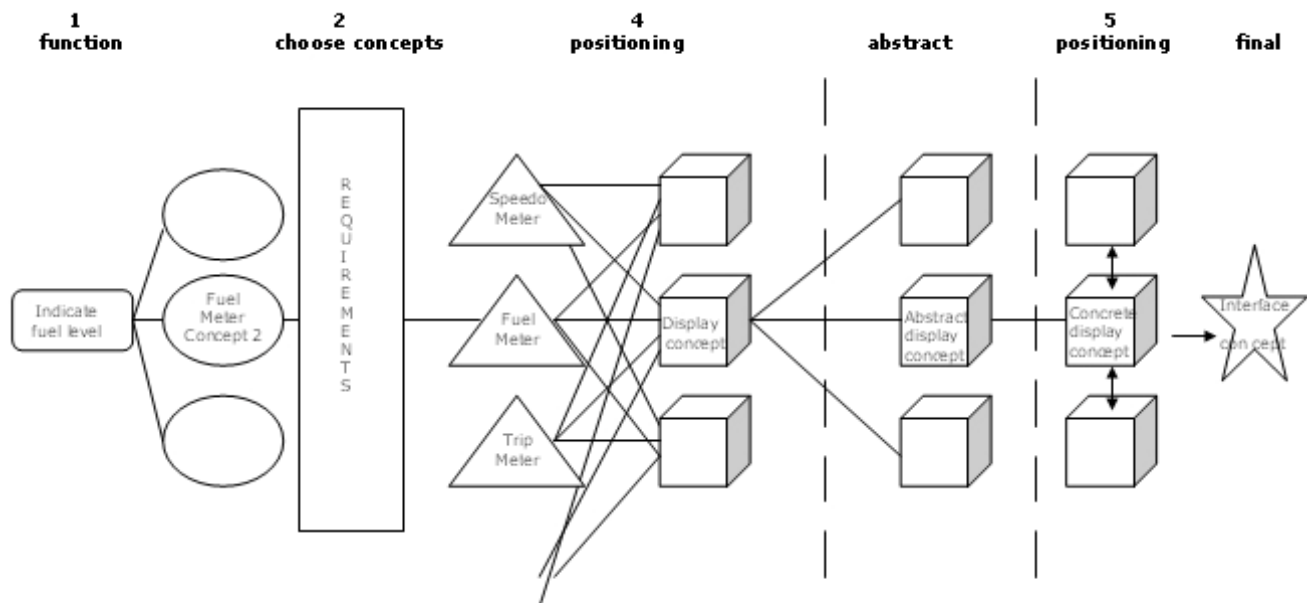 1
function
2
choose concepts
4
positioning
abstract
5
positioning
final
Indicate
fuel level
Fuel
Meter
Concept 2
R
E
Q
U
I
R
E
M
E
N
T
S
Speedo
Meter
Fuel
Meter
Trip
Meter
Display
concept
Abstract
display
concept
Concrete
display
concept
Interface
con cept